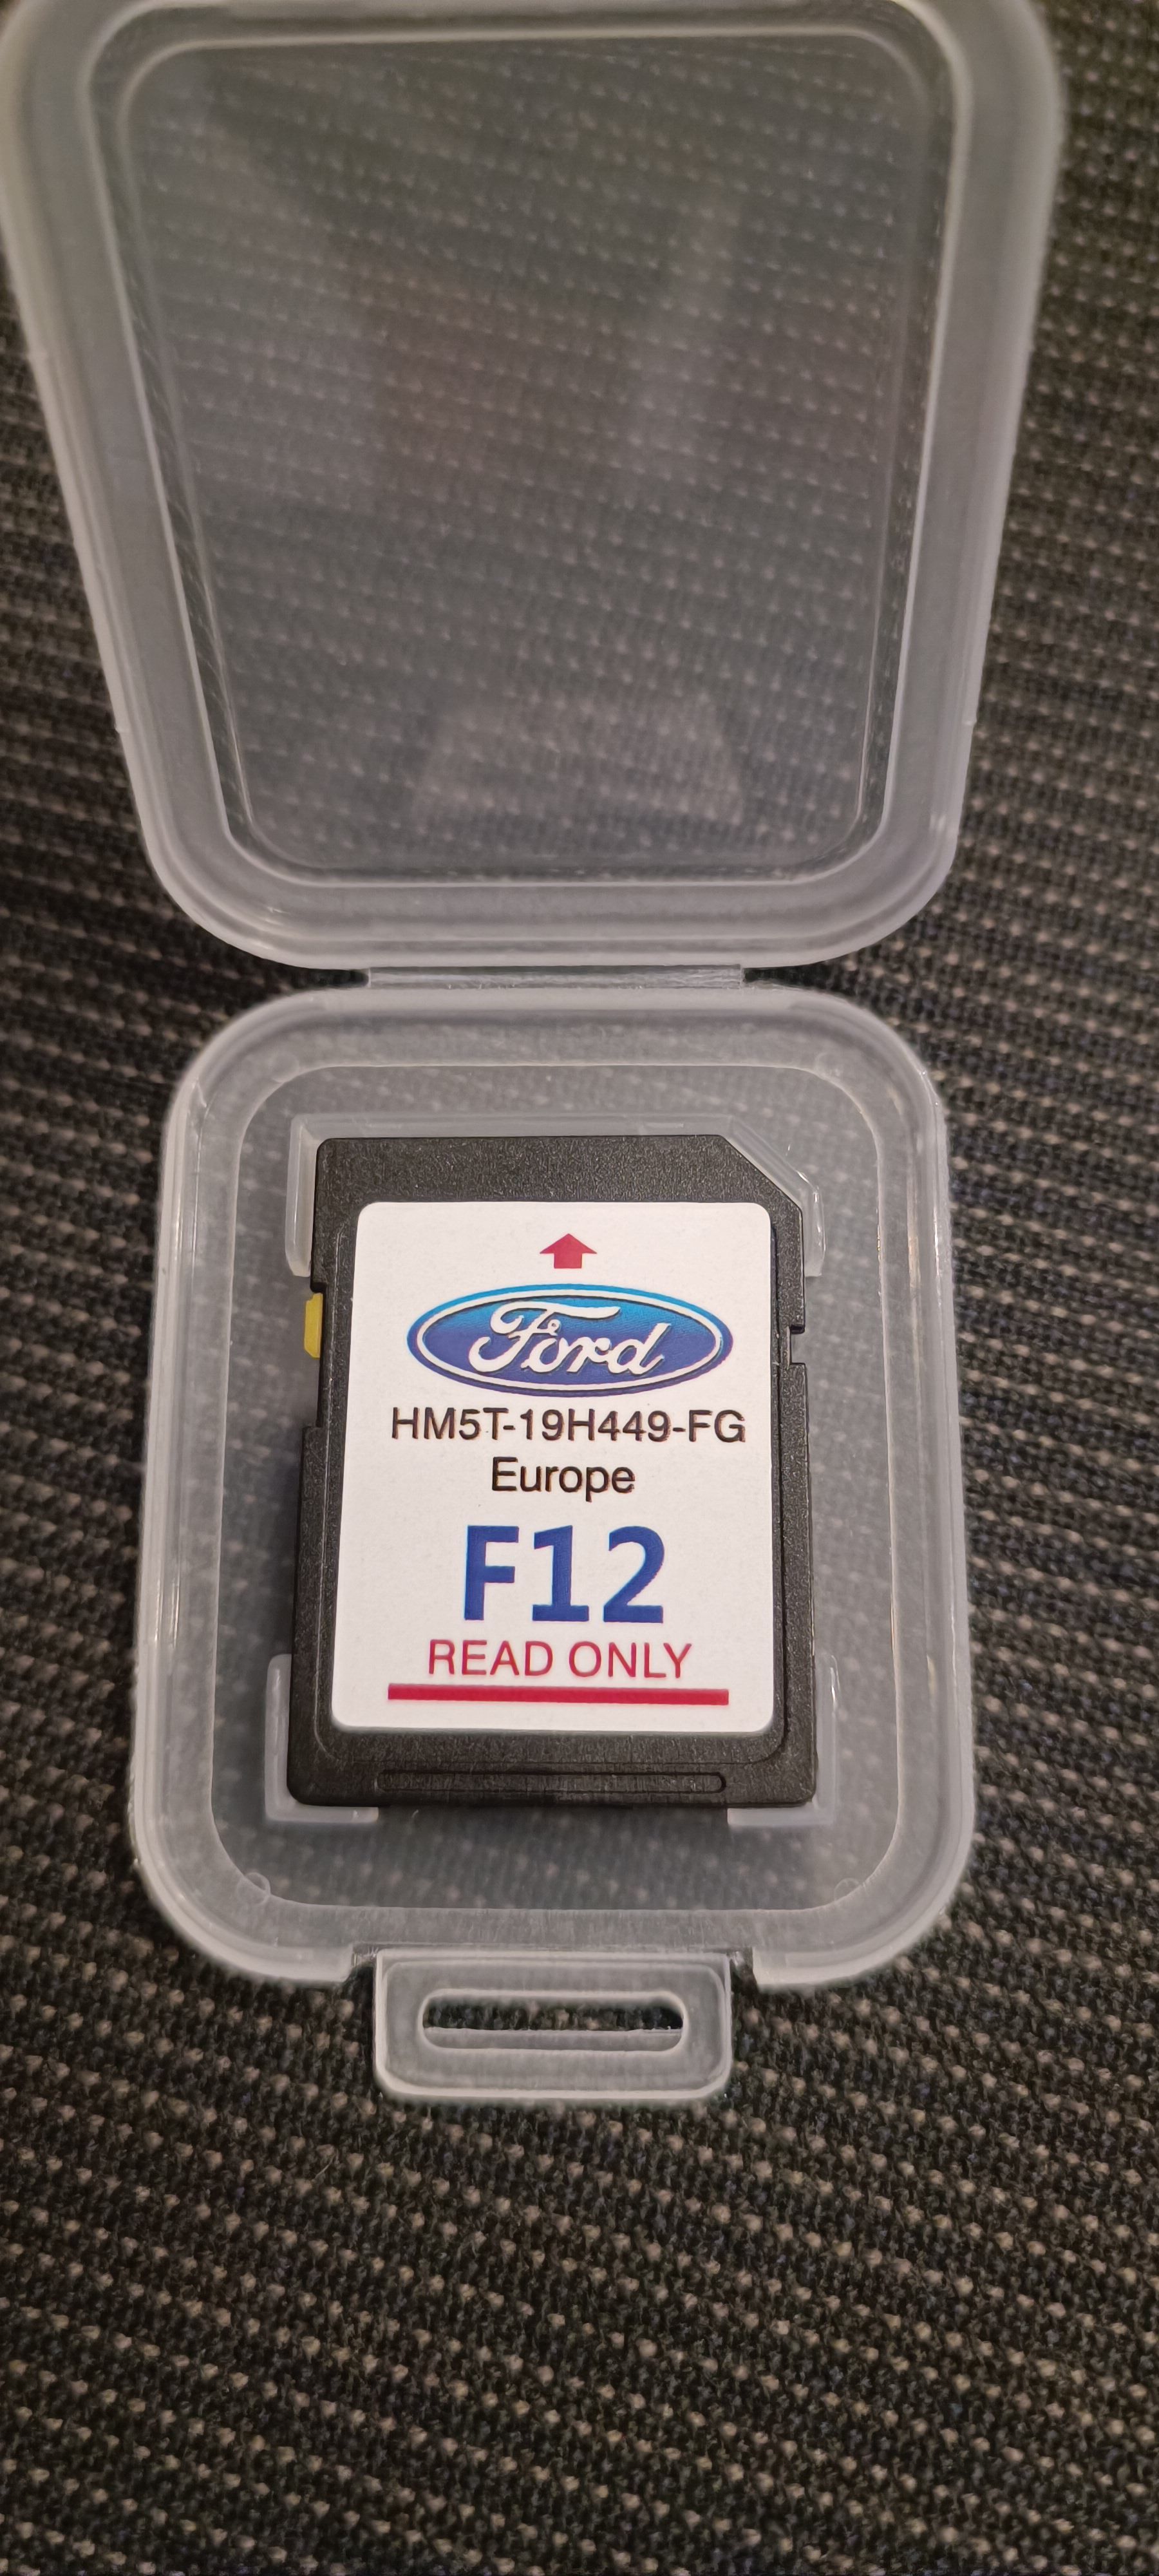 Ford
HM5T-19H449-FG
Europe
F12
READ ONLY